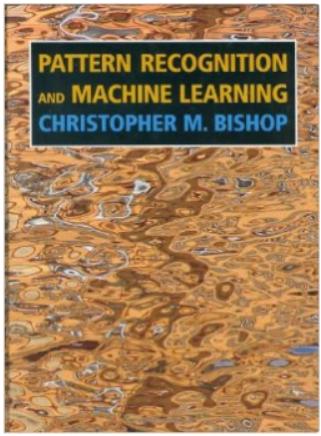 PATTERN RECOGNITION
AND MACHINE LEARNING
CHRISTOPHER M. BISHOP